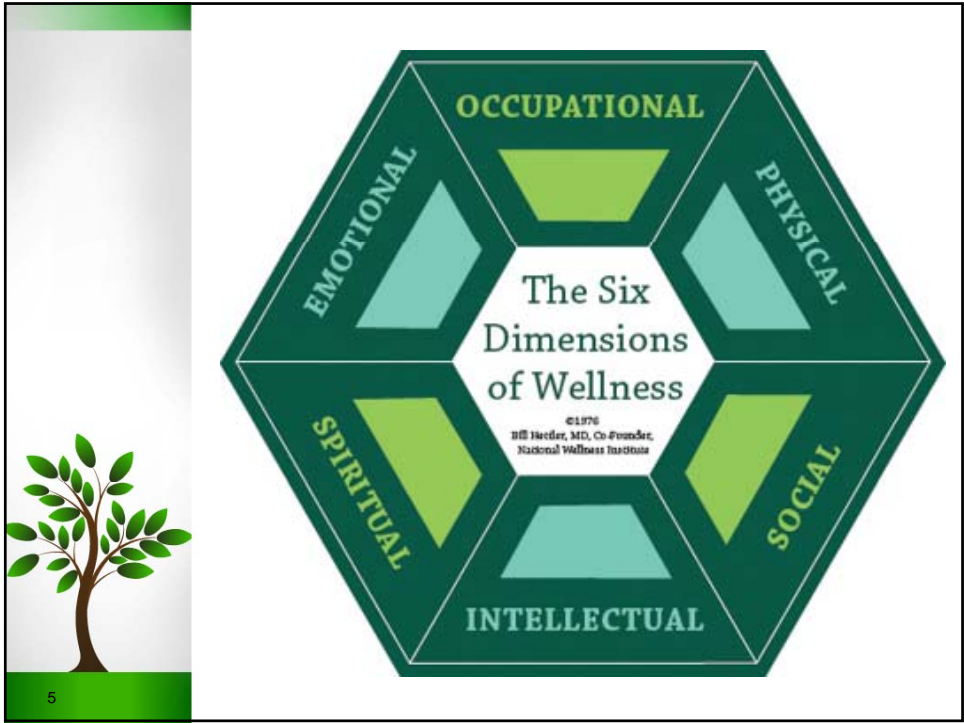 OCCUPATIONAL
PHYSICAL
SOCIAL
INTELLECTUAL
SPIRITUAL
EMOTIONAL
The Six
Dimensions
of Wellness
©1976
Bill Hettler, MD, Co-Founder,
National Wellness Institute
5